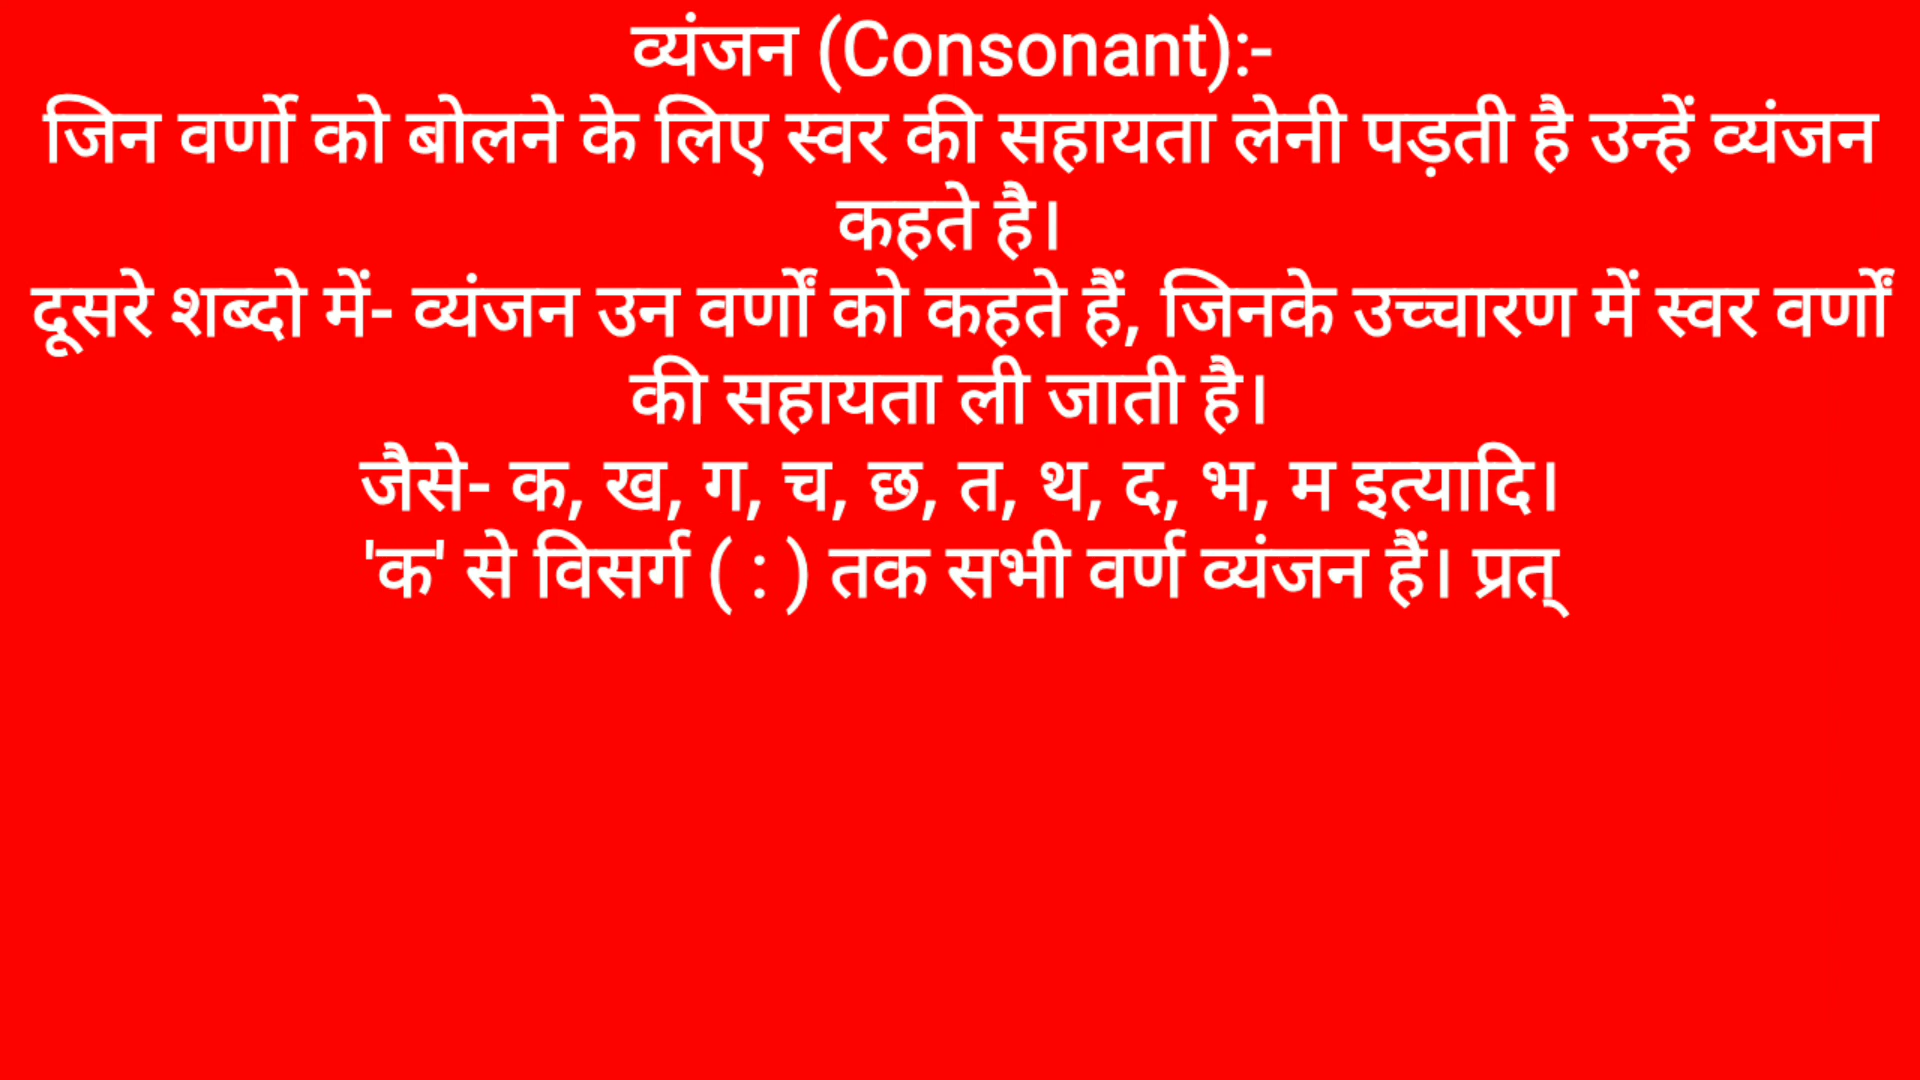 व्यंजन (Consonant):-
जिन वर्णो को बोलने के लिए स्वर की सहायता लेनी पड़ती है उन्हें व्यंजन
कहते है।
दूसरे शब्दो में- व्यंजन उन वर्णों को कहते हैं, जिनके उच्चारण में स्वर वर्णों
की सहायता ली जाती है।
जैसे- क, ख, ग, च, छ, त, थ, द, भ, म इत्यादि।
'क' से विसर्ग ( : ) तक सभी वर्ण व्यंजन हैं। प्रत्